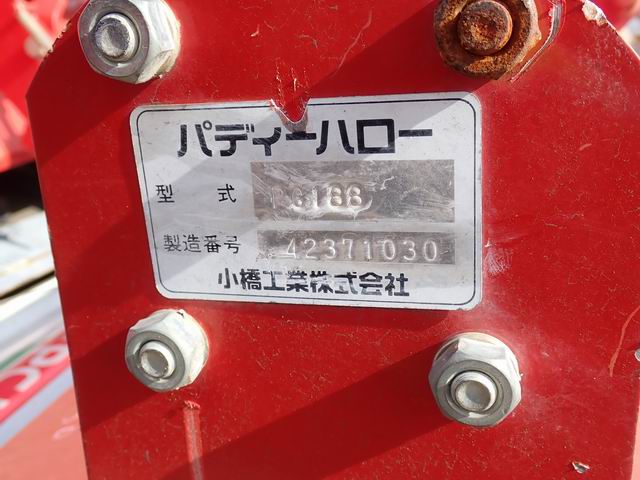 パディーハロー
型式 PG188
製造番号 42371030
小橋工業株式会社